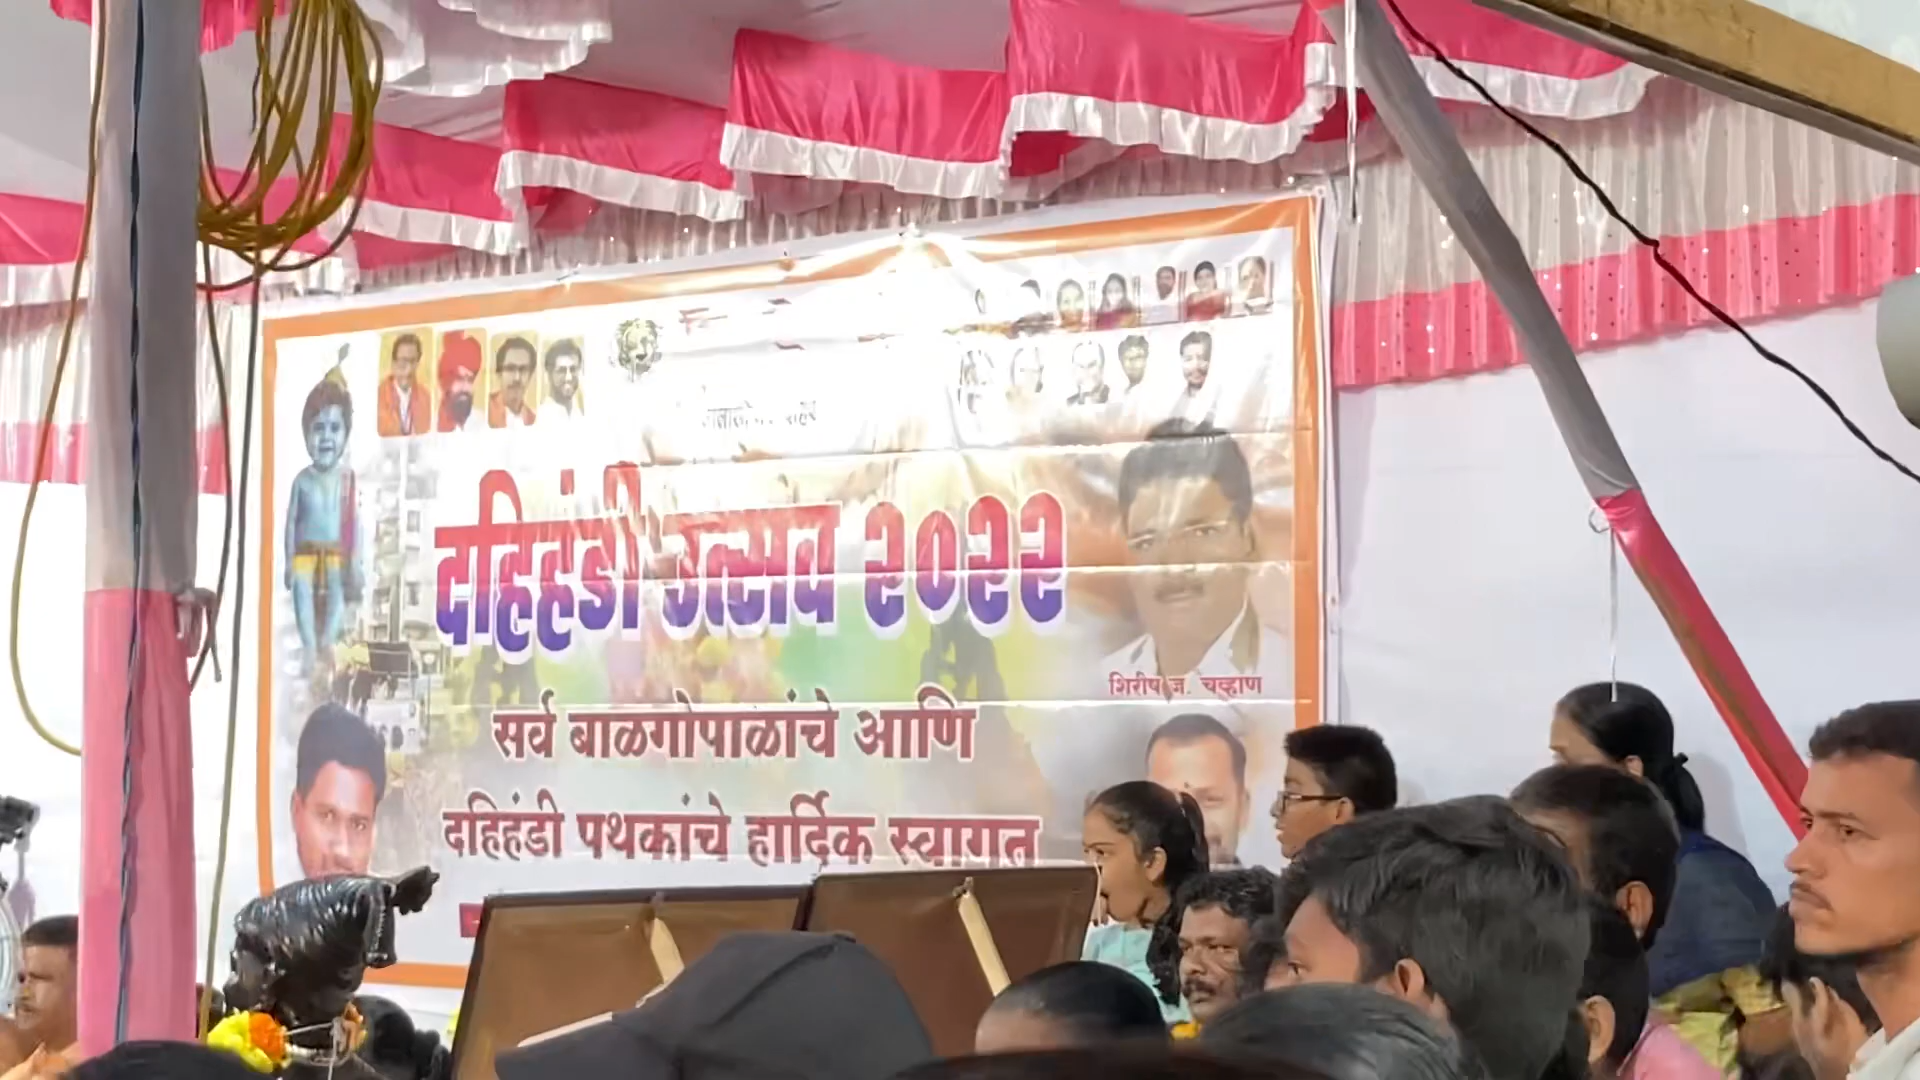 दहिहंडी उत्सव २०२२
शिरीष ज. चव्हाण
सर्व बाळगोपाळांचे आणि
दहिहंडी पथकांचे हार्दिक स्वागत